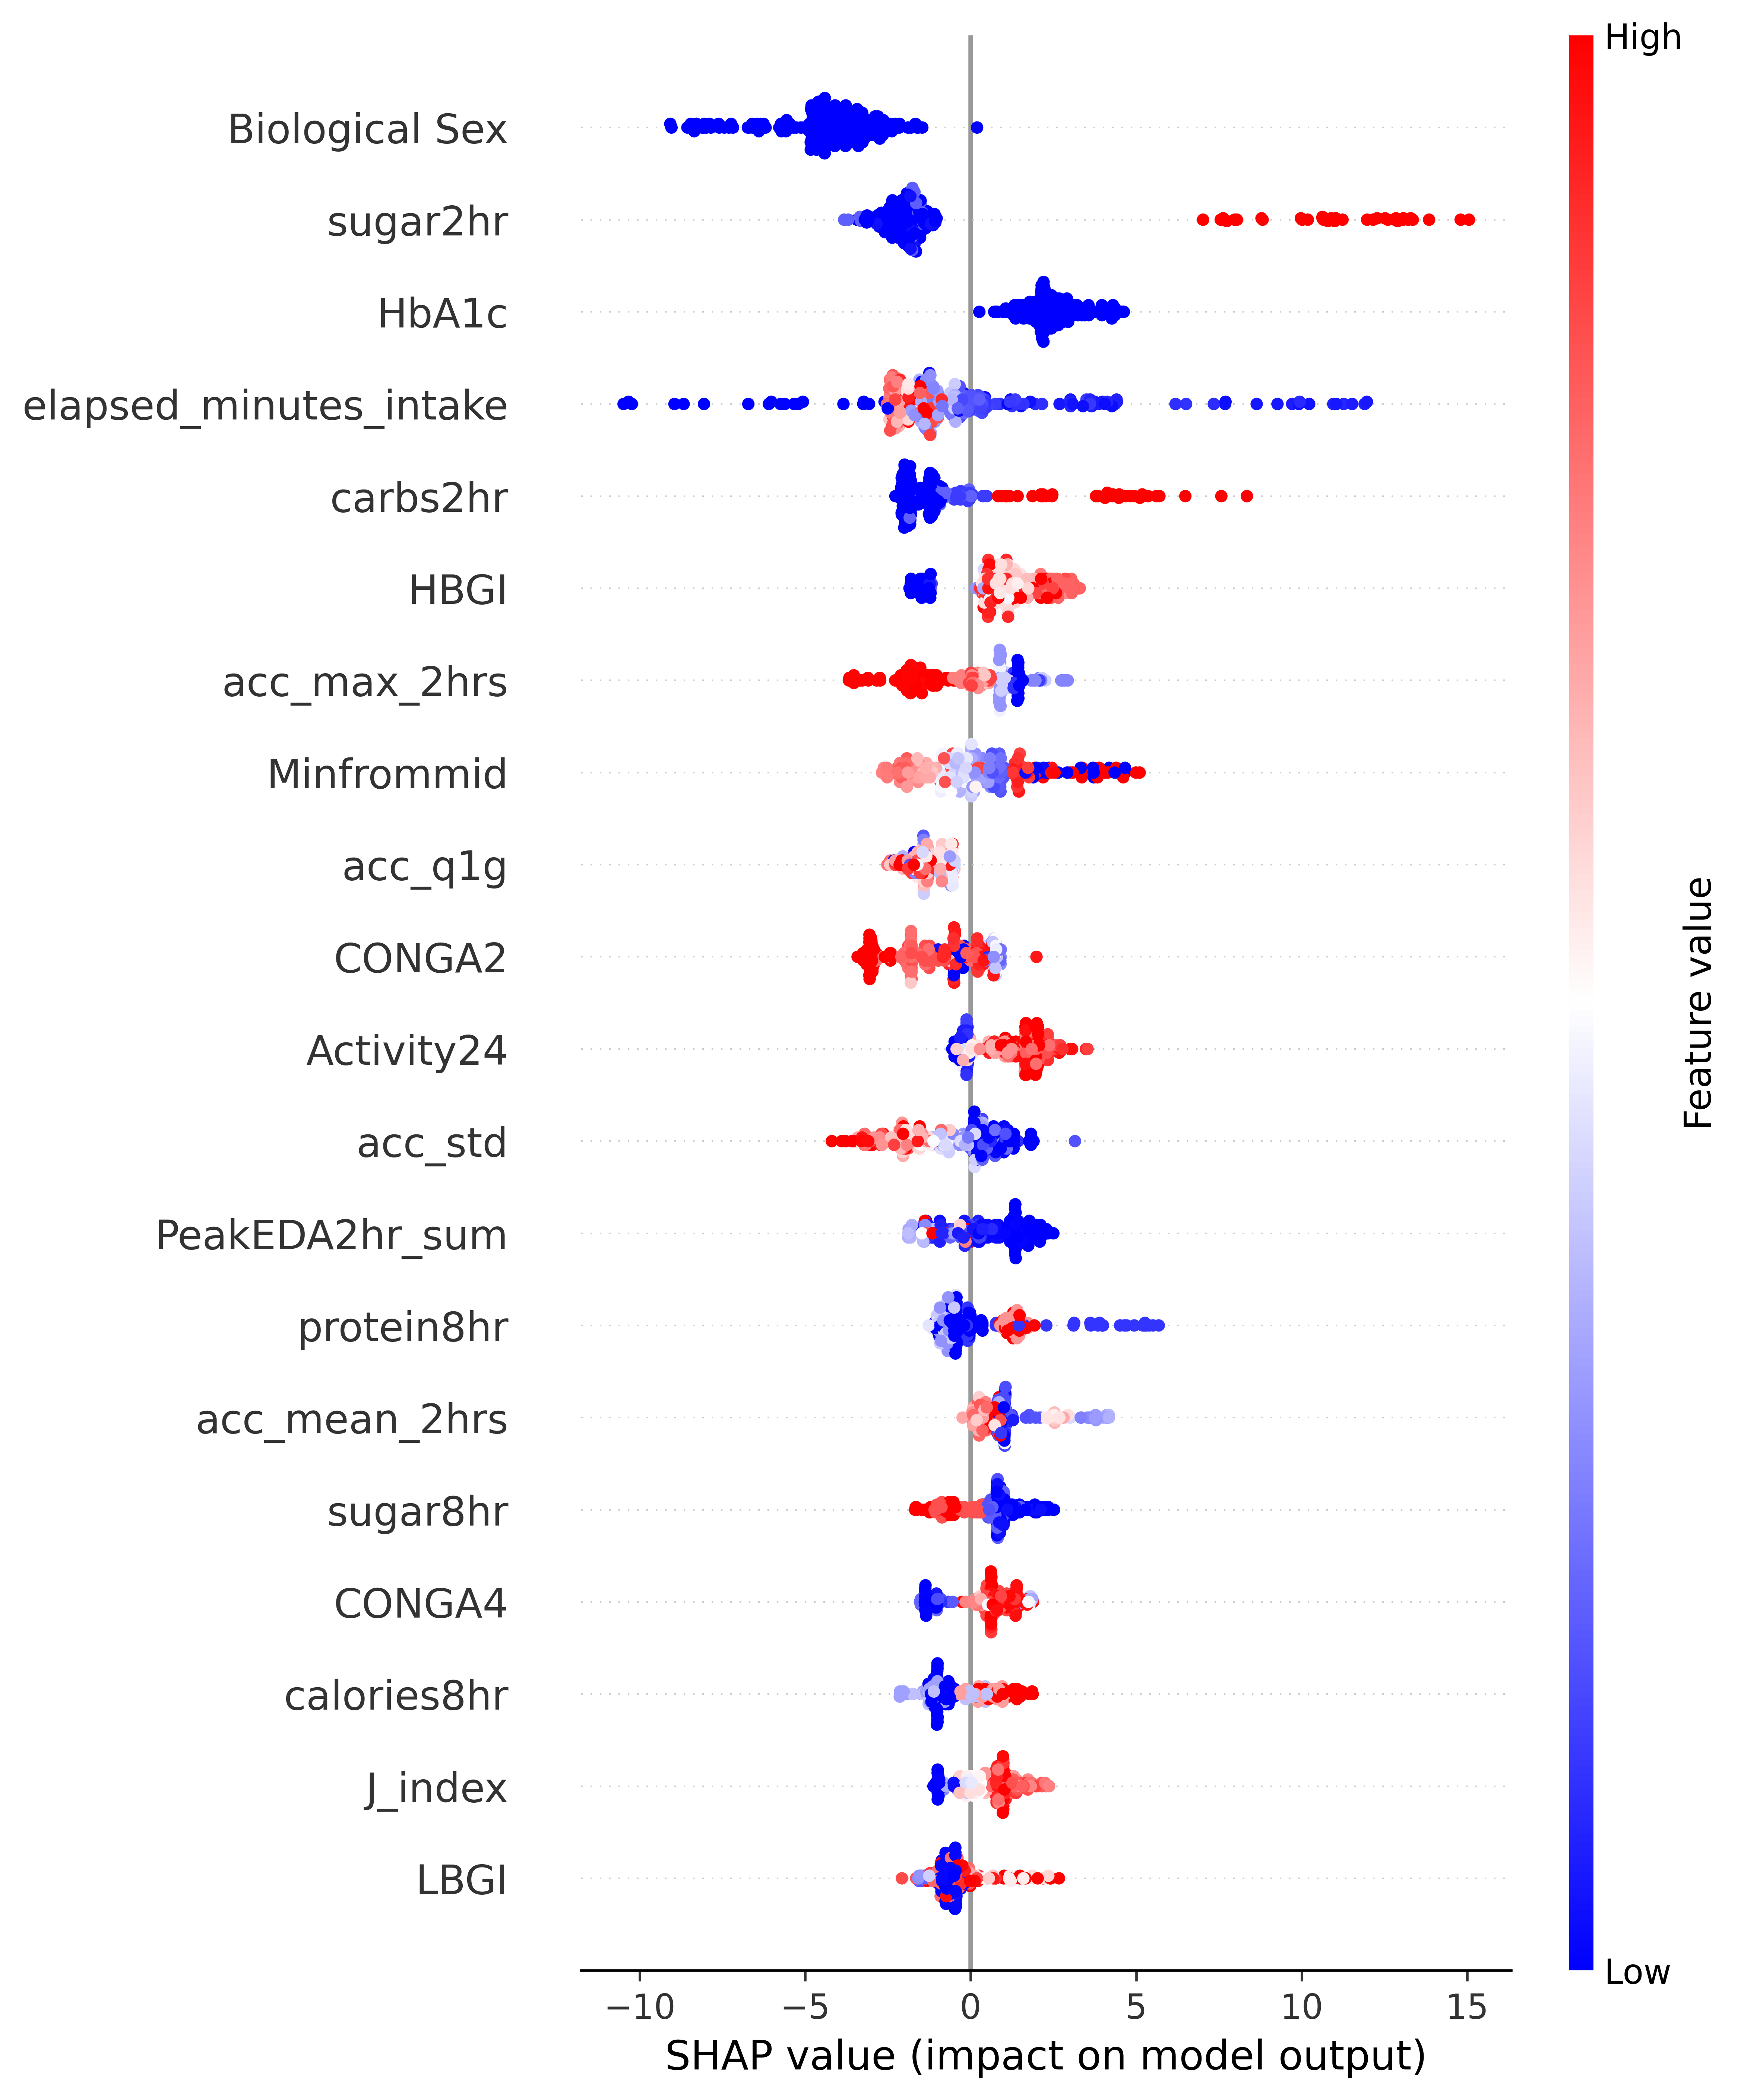 High
Biological Sex
sugar2hr
HbA1c
elapsed_minutes_intake
carbs2hr
HBGI
acc_max_2hrs
Minfrommid
acc_q1g
CONGA2
Activity24
acc_std
PeakEDA2hr_sum
protein8hr
acc_mean_2hrs
sugar8hr
CONGA4
calories8hr
J_index
LBGI
Feature value
Low
−10 −5 0 5 10 15
SHAP value (impact on model output)